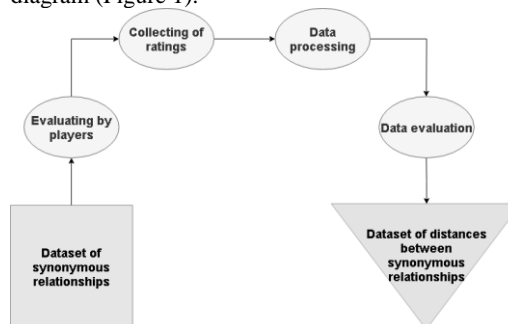 diagram (Figure 1).
Collecting of
ratings
Data
processing
Evaluating by
players
Data evaluation
Dataset of
synonymous
relationships
Dataset of distances
between
synonymous
relationships